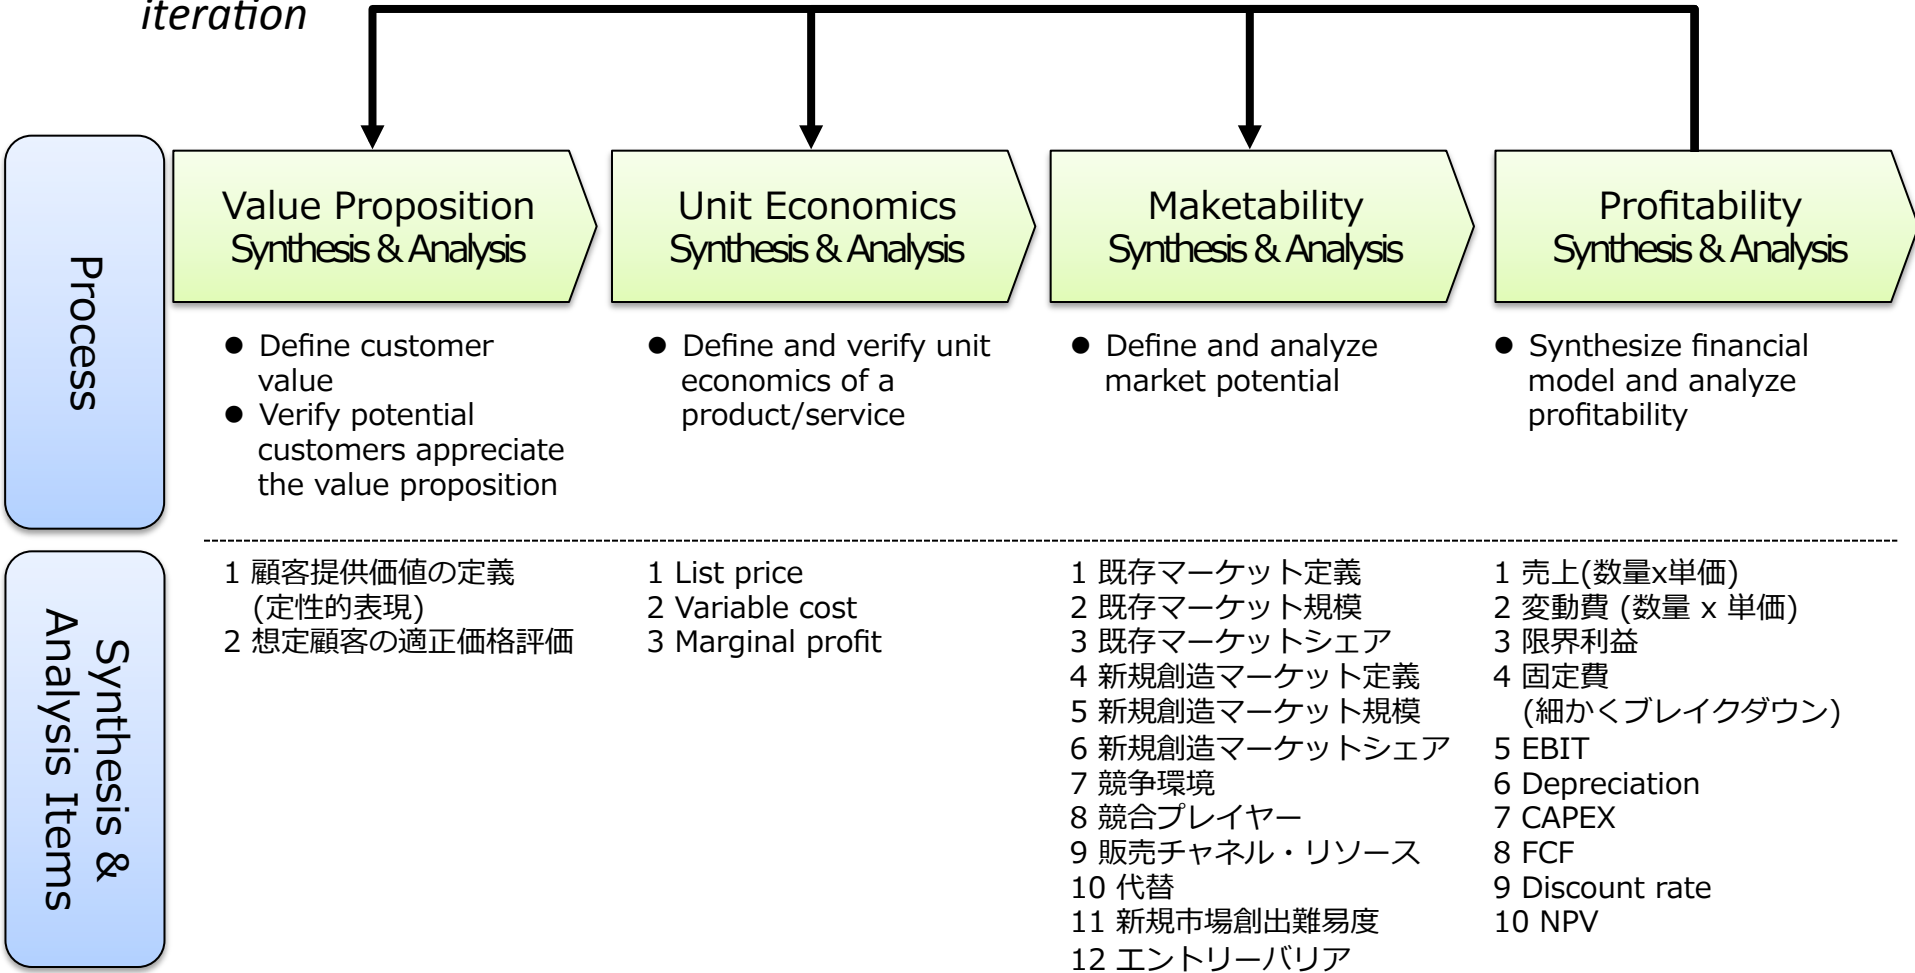 iteration
Process
Value Proposition
Synthesis & Analysis
Unit Economics
Synthesis & Analysis
Maketability
Synthesis & Analysis
Profitability
Synthesis & Analysis
● Define customer
value
● Verify potential
customers appreciate
the value proposition
● Define and verify unit
economics of a
product/service
● Define and analyze
market potential
● Synthesize financial
model and analyze
profitability
Synthesis &
Analysis Items
1 顧客提供価値の定義
(定性的表現)
2 想定顧客の適正価格評価
1 List price
2 Variable cost
3 Marginal profit
1 既存マーケット定義
2 既存マーケット規模
3 既存マーケットシェア
4 新規創造マーケット定義
5 新規創造マーケット規模
6 新規創造マーケットシェア
7 競争環境
8 競合プレイヤー
9 販売チャネル・リソース
10 代替
11 新規市場創出難易度
12 エントリーバリア
1 売上(数量x単価)
2 変動費 (数量 x 単価)
3 限界利益
4 固定費
(細かくブレイクダウン)
5 EBIT
6 Depreciation
7 CAPEX
8 FCF
9 Discount rate
10 NPV